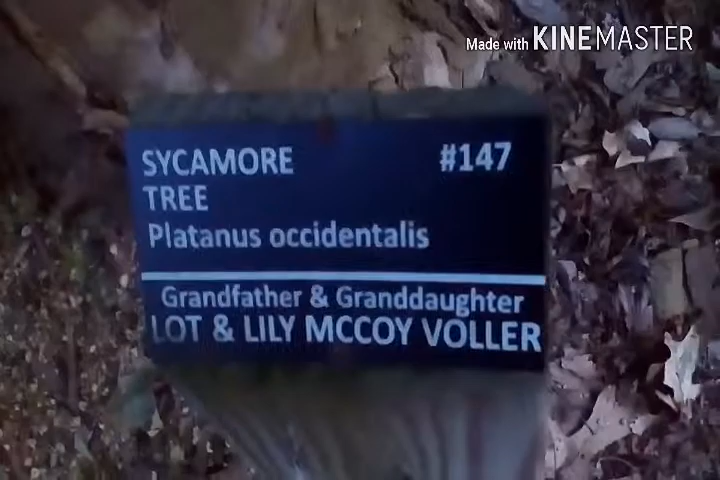 Made with KINEMASTER
SYCAMORE #147
TREE
Platanus occidentalis
Grandfather & Granddaughter
LOT & LILY MCCOY VOLLER